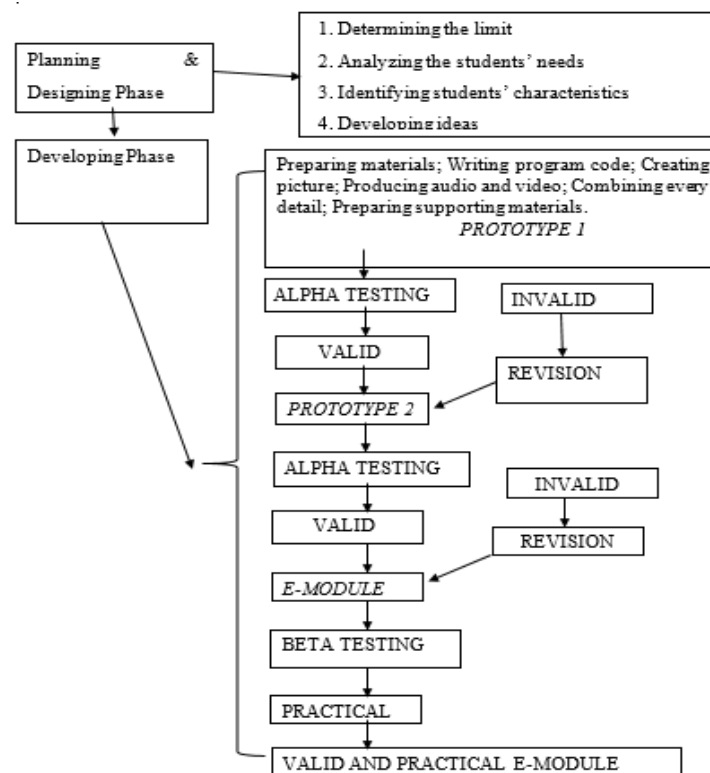 Planning &
Designing Phase
1. Determining the limit
2. Analyzing the students’ needs
3. Identifying students’ characteristics
4. Developing ideas
Developing Phase
Preparing materials; Writing program code; Creating
picture; Producing audio and video; Combining every
detail; Preparing supporting materials.
PROTOTYPE 1
ALPHA TESTING
INVALID
VALID
REVISION
PROTOTYPE 2
ALPHA TESTING
INVALID
VALID
REVISION
E-MODULE
BETA TESTING
PRACTICAL
VALID AND PRACTICAL E-MODULE